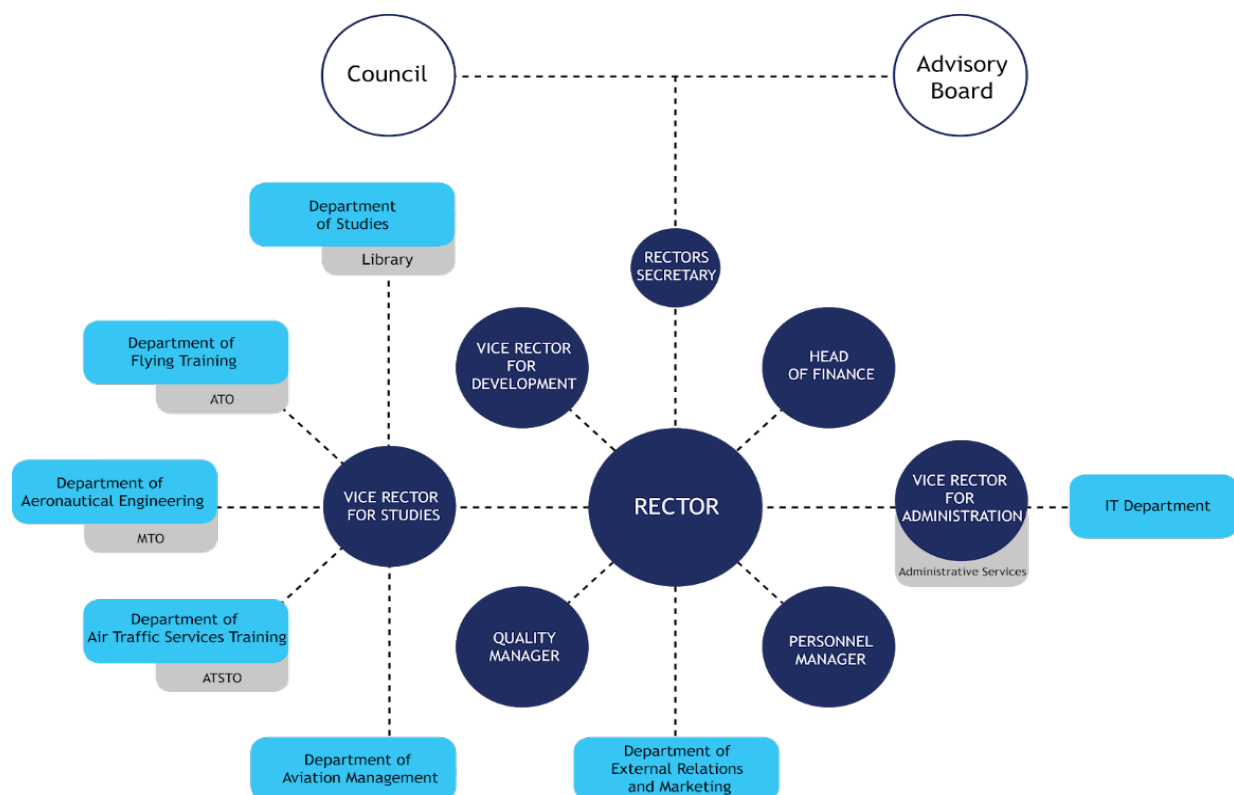 Council
Advisory
Board
Department
of Studies
Library
RECTORS
SECRETARY
Department of
Flying Training
ATO
VICE RECTOR
FOR
DEVELOPMENT
HEAD
OF FINANCE
Department of
Aeronautical Engineering
MTO
VICE RECTOR
FOR STUDIES
RECTOR
VICE RECTOR
FOR
ADMINISTRATION
Administrative Services
IT Department
Department of
Air Traffic Services Training
ATSTO
QUALITY
MANAGER
PERSONNEL
MANAGER
Department of
Aviation Management
Department of
External Relations
and Marketing